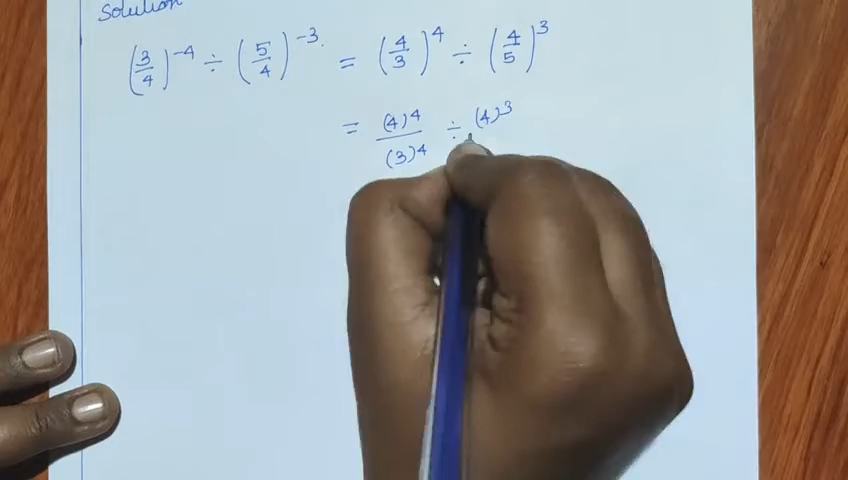 Solution
(3/4)^-4 ÷ (5/4)^-3. = (4/3)^4 ÷ (4/5)^3
= (4)^4/(3)^4 ÷ (4)^3